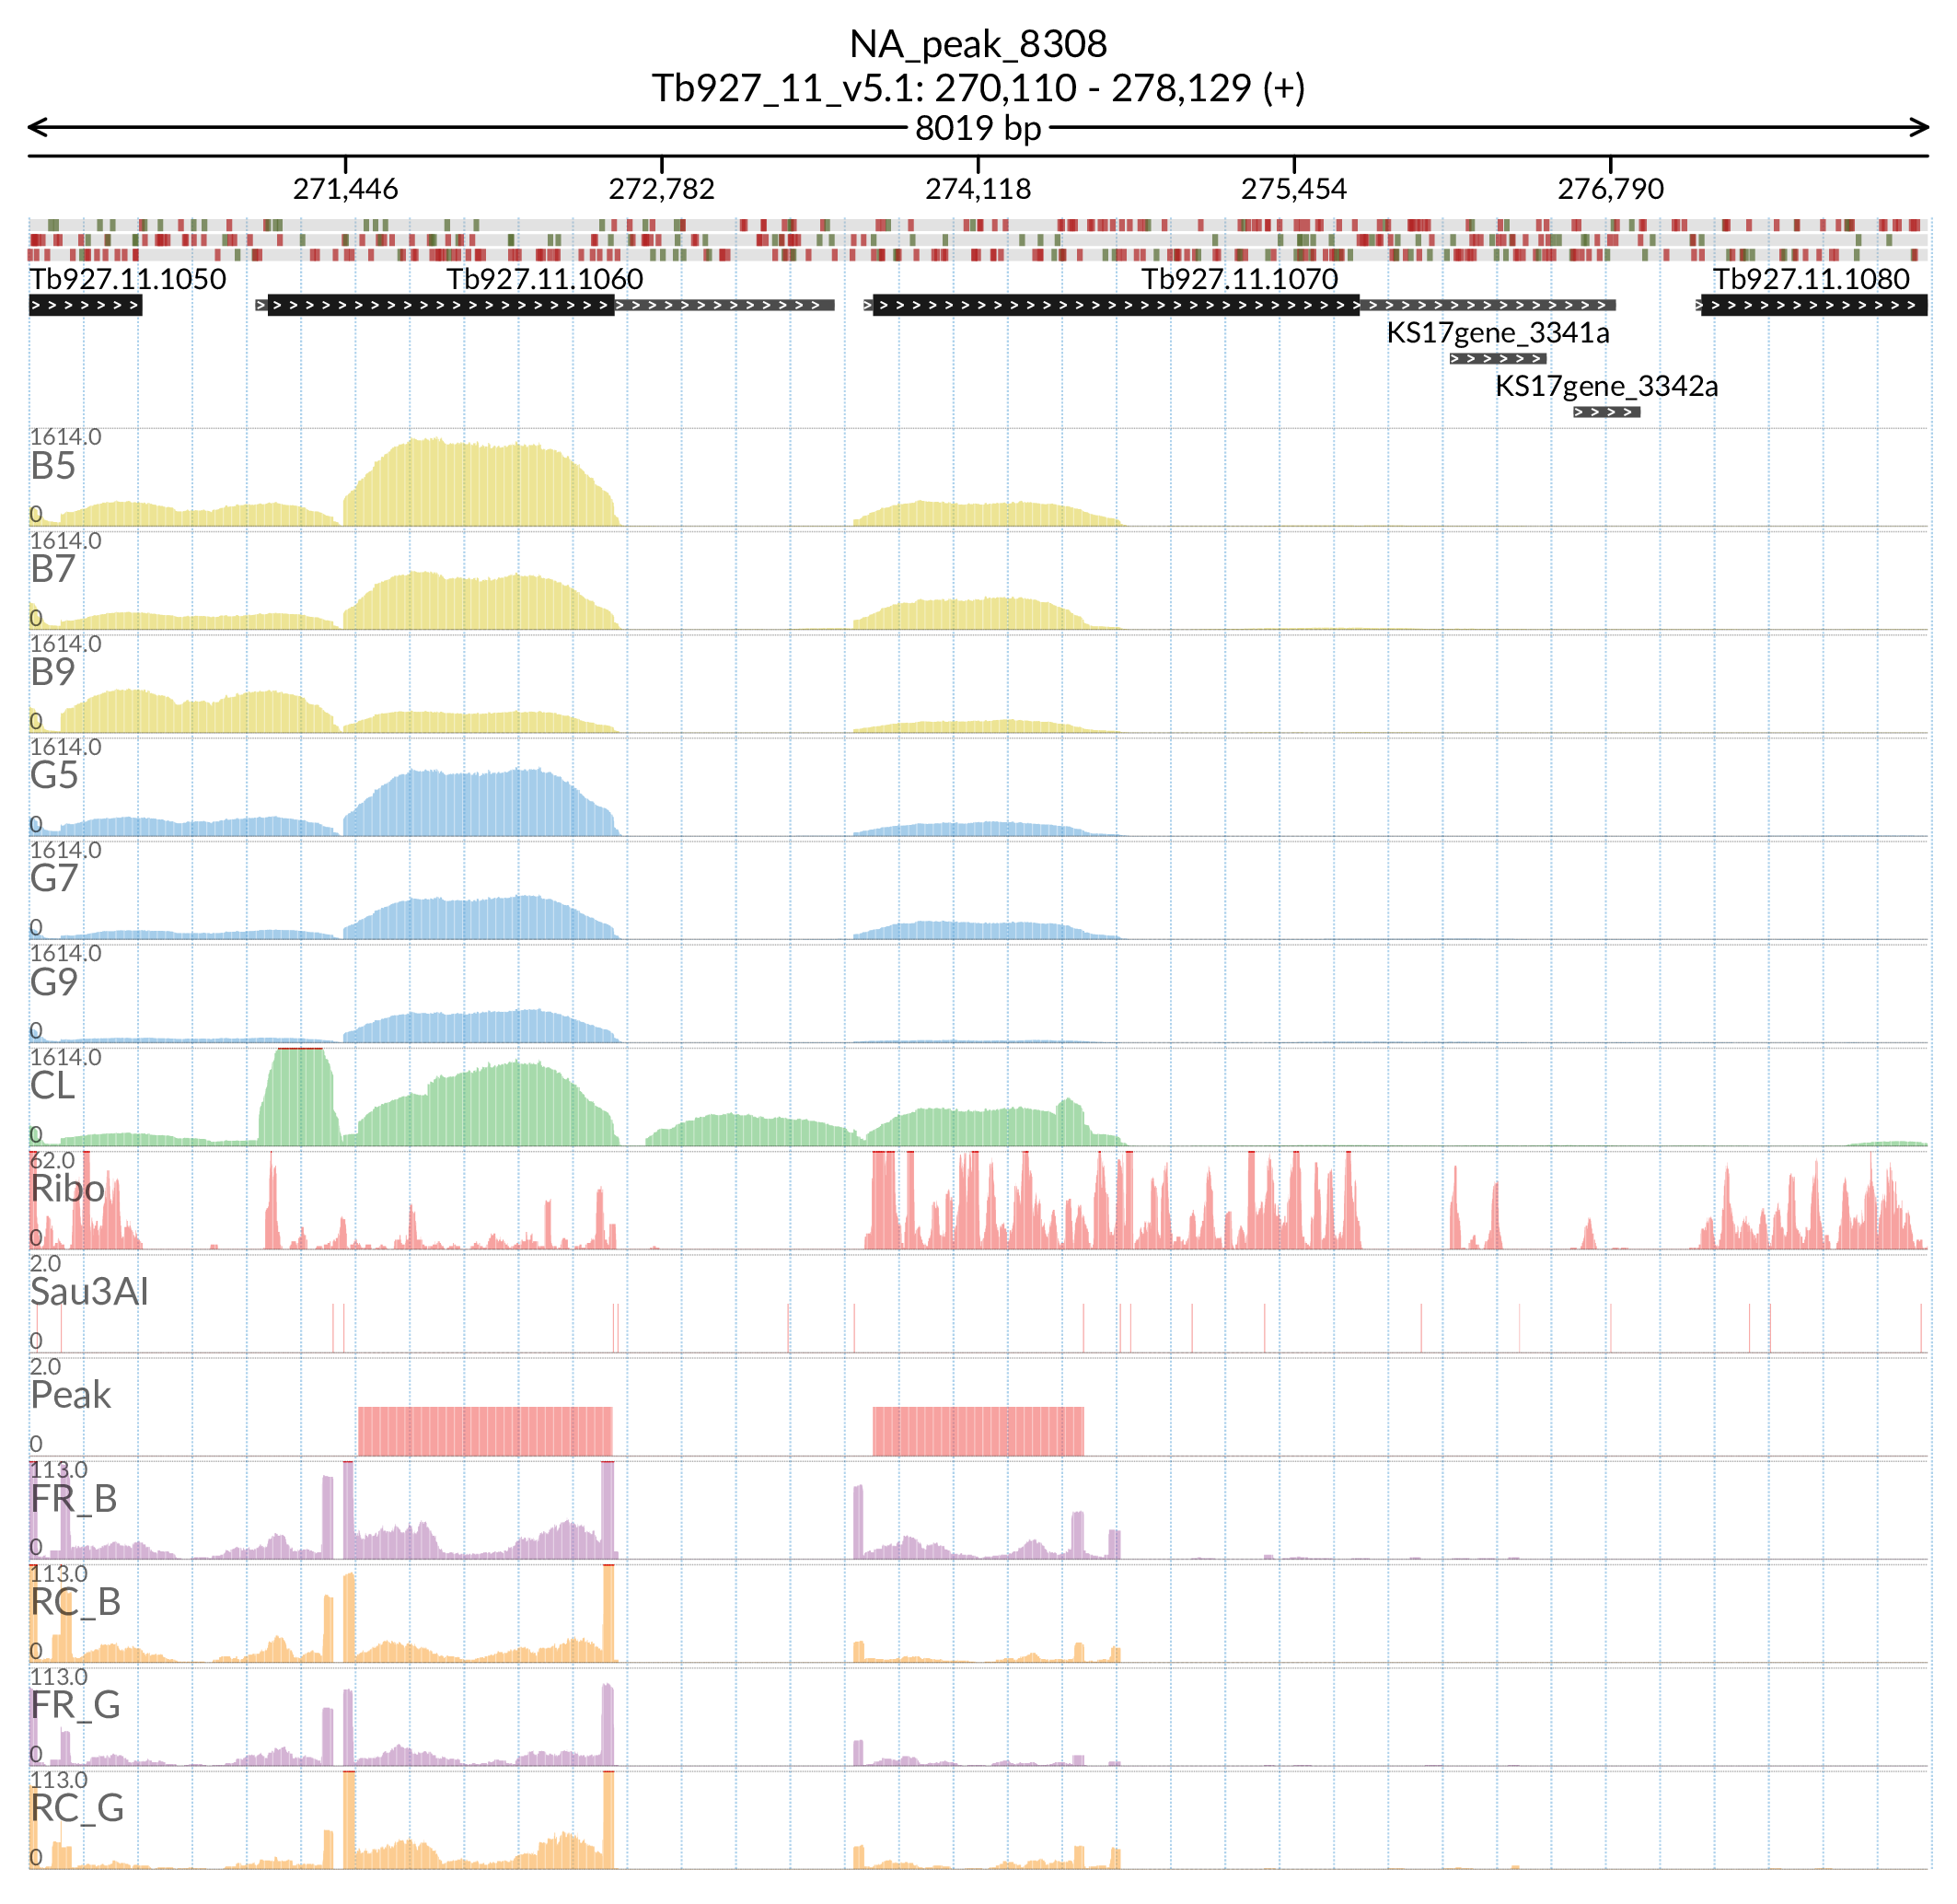 NA_peak_8308
Tb927_11_v5.1: 270,110 - 278,129 (+)
8019 bp
271,446 272,782 274,118 275,454 276,790
Tb927.11.1050 Tb927.11.1060 Tb927.11.1070 Tb927.11.1080
KS17gene_3341a
KS17gene_3342a
1614.0
B5
0
1614.0
B7
0
1614.0
B9
0
1614.0
G5
0
1614.0
G7
0
1614.0
G9
0
1614.0
CL
0
62.0
Ribo
0
2.0
Sau3AI
0
2.0
Peak
0
113.0
FR_B
0
113.0
RC_B
0
113.0
FR_G
0
113.0
RC_G
0